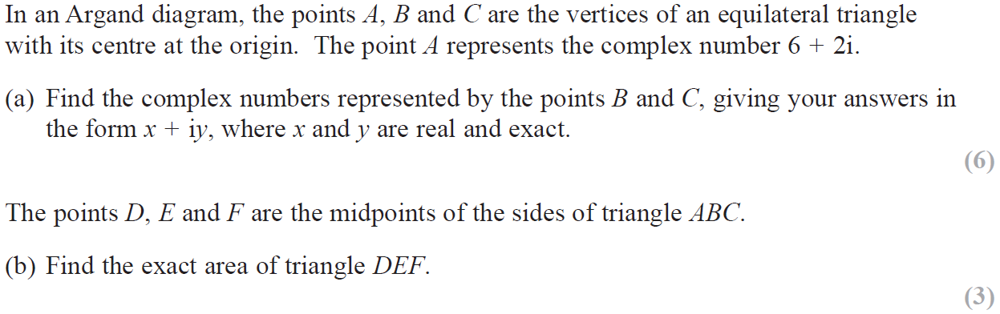 In an Argand diagram, the points A, B and C are the vertices of an equilateral triangle
with its centre at the origin. The point A represents the complex number 6 + 2i.
(a) Find the complex numbers represented by the points B and C, giving your answers in
the form x + iy, where x and y are real and exact.
(6)
The points D, E and F are the midpoints of the sides of triangle ABC.
(b) Find the exact area of triangle DEF.
(3)